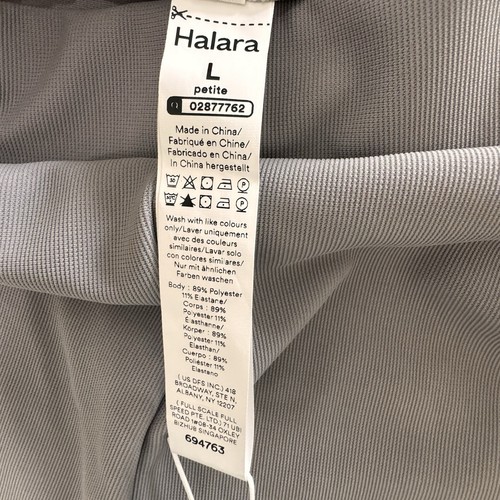 Halara
L
petite
02877762
Made in China/
Fabriqué en Chine/
Fabricado en China/
In China hergestellt
Wash with like colours
only/Laver uniquement
avec des couleurs
similaires/Lavar solo
con colores similares/
Nur mit ähnlichen
Farben waschen
Body : 89% Polyester
11% Elastane/
Corps : 89%
Polyester 11%
Élasthanne/
Körper : 89%
Polyester 11%
Elasthan/
Cuerpo : 89%
Poliéster 11%
Elastano
( US DFS INC.) 418
BROADWAY, STE N,
ALBANY, NY 12207
( FULL SCALE FULL
SPEED PTE. LTD.) 71 UBI
ROAD 1#08-34 OXLEY
BIZHUB SINGAPORE
694763